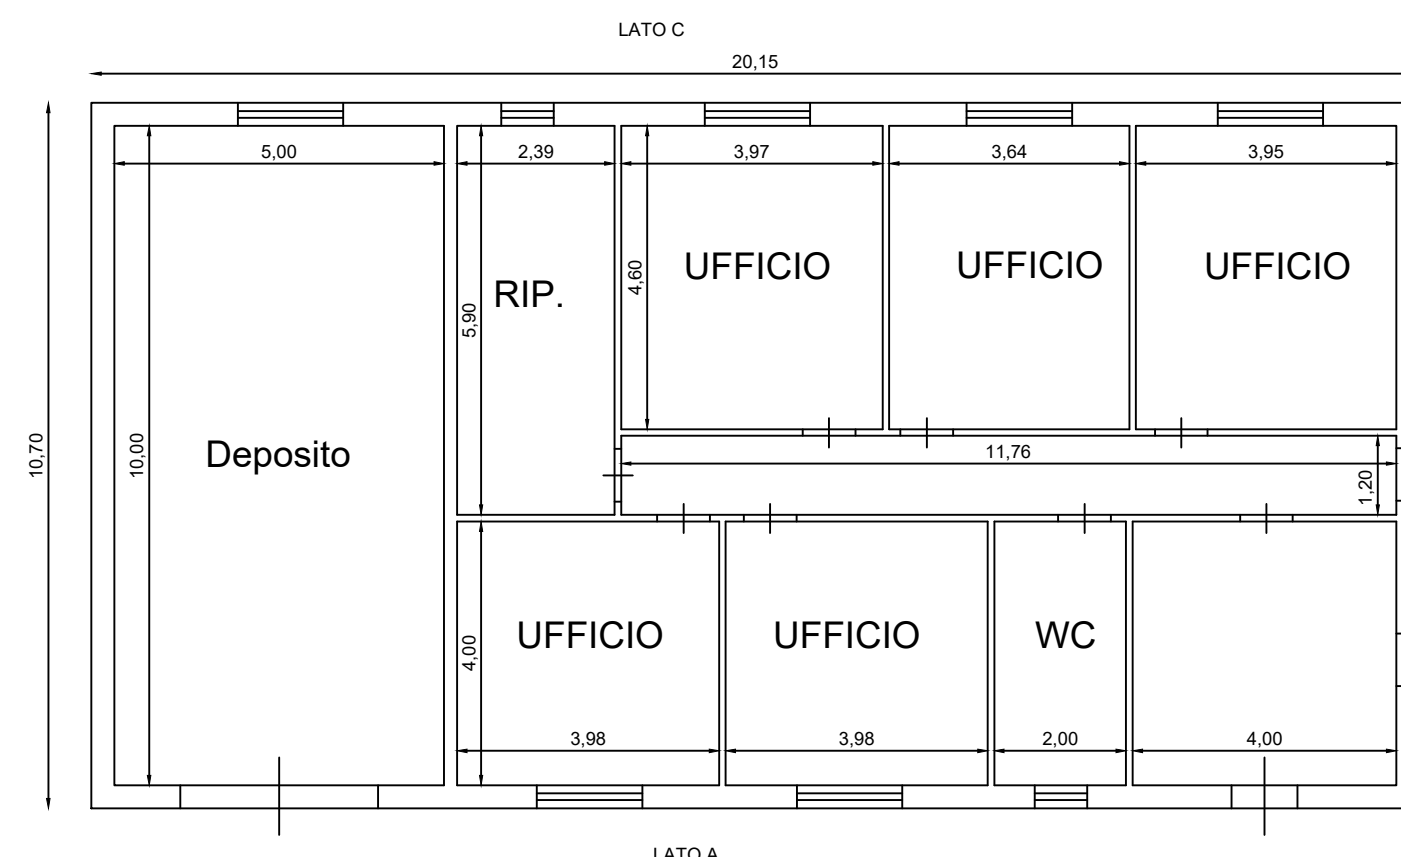 LATO C
20,15
5,00
2,39
3,97
3,64
3,95
UFFICIO
UFFICIO
UFFICIO
4,60
RIP.
5,90
10,70
10,00
Deposito
11,76
1,20
4,00
UFFICIO
UFFICIO
WC
3,98
3,98
2,00
4,00
LATO A